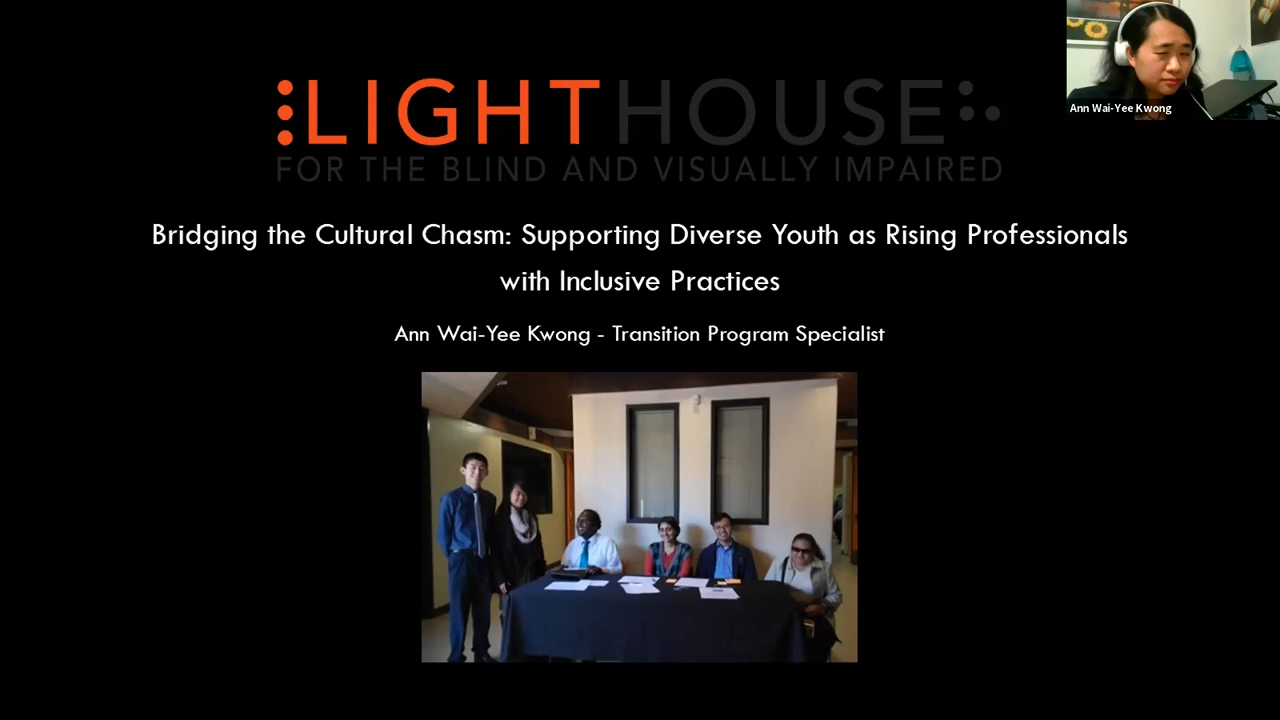 LIGHTHOUSE
FOR THE BLIND AND VISUALLY IMPAIRED
Bridging the Cultural Chasm: Supporting Diverse Youth as Rising Professionals
with Inclusive Practices
Ann Wai-Yee Kwong - Transition Program Specialist
Ann Wai-Yee Kwong